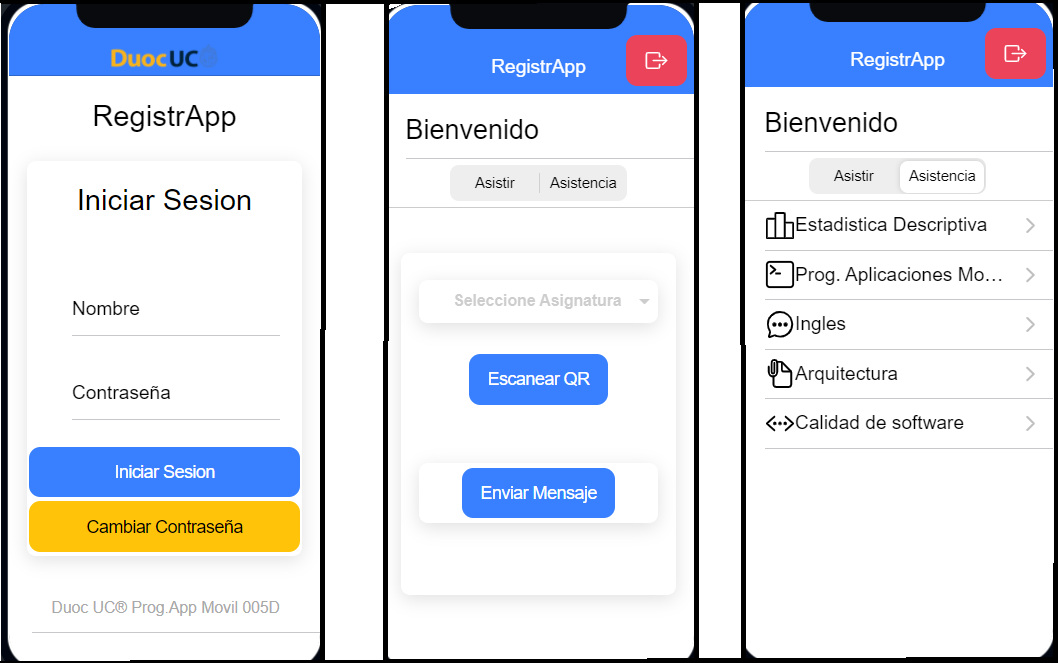 Duoc UC
RegistrApp
Iniciar Sesion
Nombre
Contraseña
Iniciar Sesion
Cambiar Contraseña
Duoc UC® Prog.App Movil 005D
RegistrApp
Bienvenido
Asistir
Asistencia
Seleccione Asignatura
Escanear QR
Enviar Mensaje
RegistrApp
Bienvenido
Asistir
Asistencia
Estadistica Descriptiva
Prog. Aplicaciones Mo...
Ingles
Arquitectura
Calidad de software